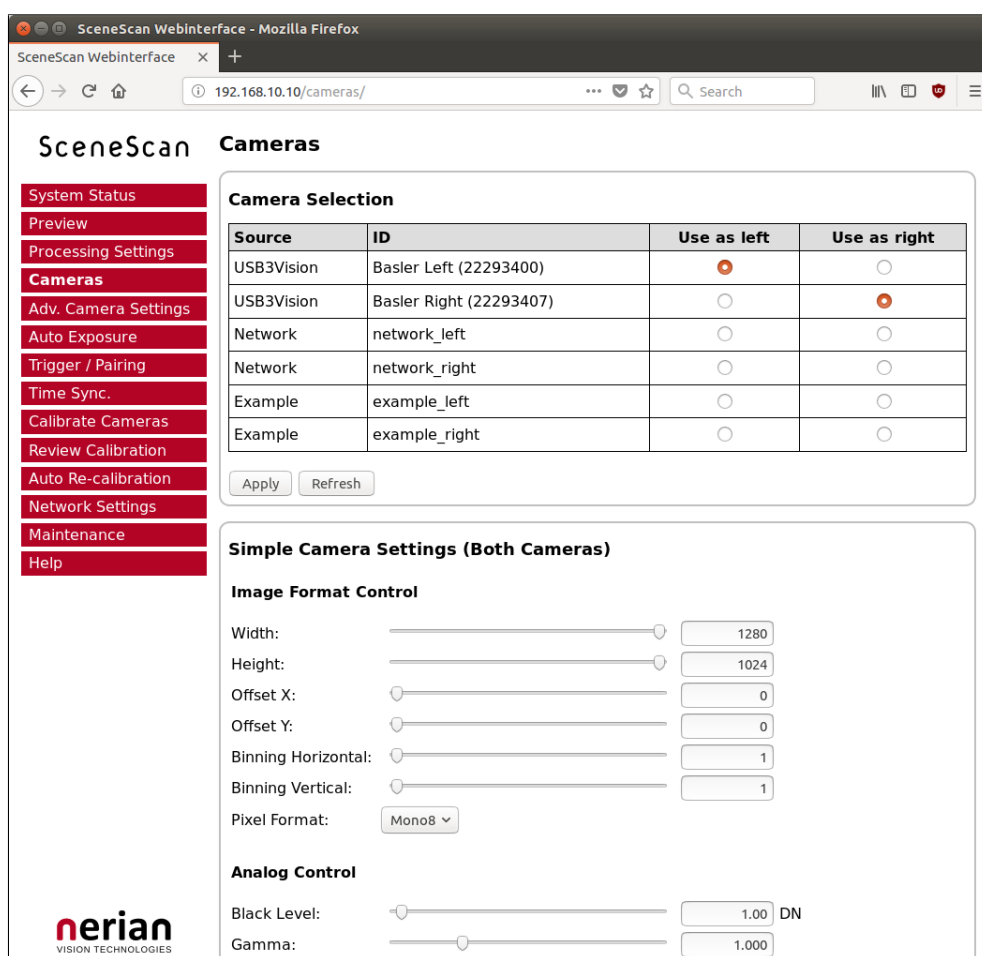 SceneScan Webinterface - Mozilla Firefox
SceneScan Webinterface × +
192.168.10.10/cameras/ Search
SceneScan
System Status
Preview
Processing Settings
Cameras
Adv. Camera Settings
Auto Exposure
Trigger / Pairing
Time Sync.
Calibrate Cameras
Review Calibration
Auto Re-calibration
Network Settings
Maintenance
Help
nerian
VISION TECHNOLOGIES
Cameras
Camera Selection
Source ID Use as left Use as right
USB3Vision Basler Left (22293400)
USB3Vision Basler Right (22293407)
Network network_left
Network network_right
Example example_left
Example example_right
Apply Refresh
Simple Camera Settings (Both Cameras)
Image Format Control
Width: 1280
Height: 1024
Offset X: 0
Offset Y: 0
Binning Horizontal: 1
Binning Vertical: 1
Pixel Format: Mono8
Analog Control
Black Level: 1.00 DN
Gamma: 1.000